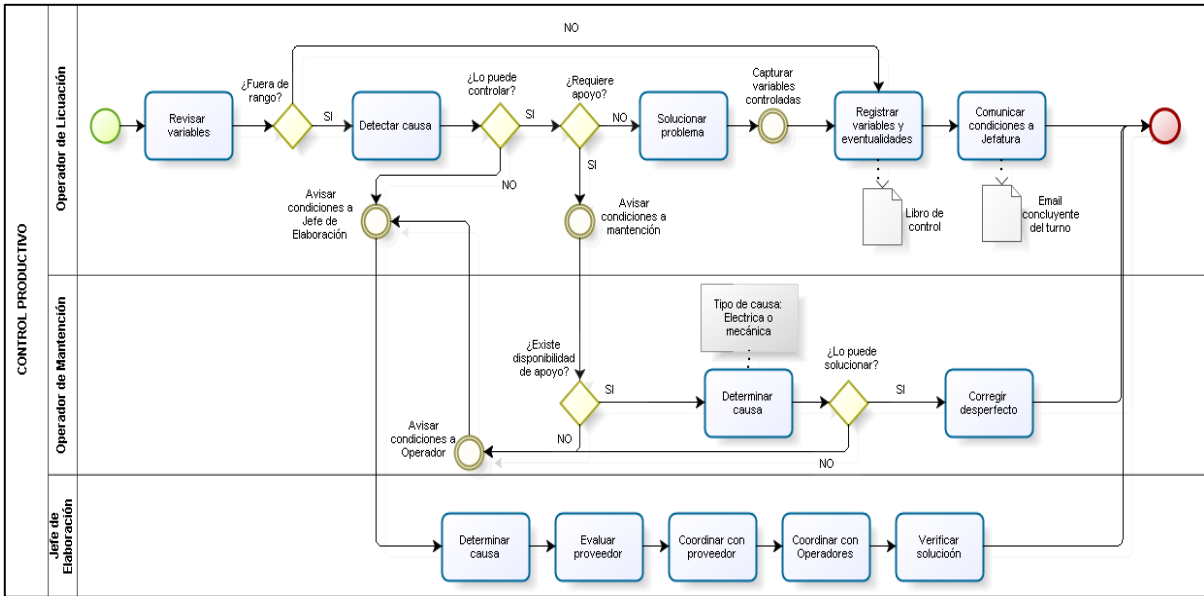 CONTROL PRODUCTIVO
Operador de Licuación
NO
¿Fuera de
rango?
Revisar
variables
SI
Detectar causa
¿Lo puede
controlar?
SI
NO
¿Requiere
apoyo?
NO
SI
Solucionar
problema
Capturar
variables
controladas
Registrar
variables y
eventualidades
Comunicar
condiciones a
Jefatura
Avisar
condiciones a
Jefe de
Elaboración
Avisar
condiciones a
mantención
Libro de
control
Email
concluyente
del turno
Operador de Mantención
¿Existe
disponibilidad
de apoyo?
SI
NO
Tipo de causa:
Electrica o
mecánica
Determinar
causa
¿Lo puede
solucionar?
SI
NO
Corregir
desperfecto
Avisar
condiciones a
Operador
Jefe de
Elaboración
Determinar
causa
Evaluar
proveedor
Coordinar con
proveedor
Coordinar con
Operadores
Verificar
solucioón